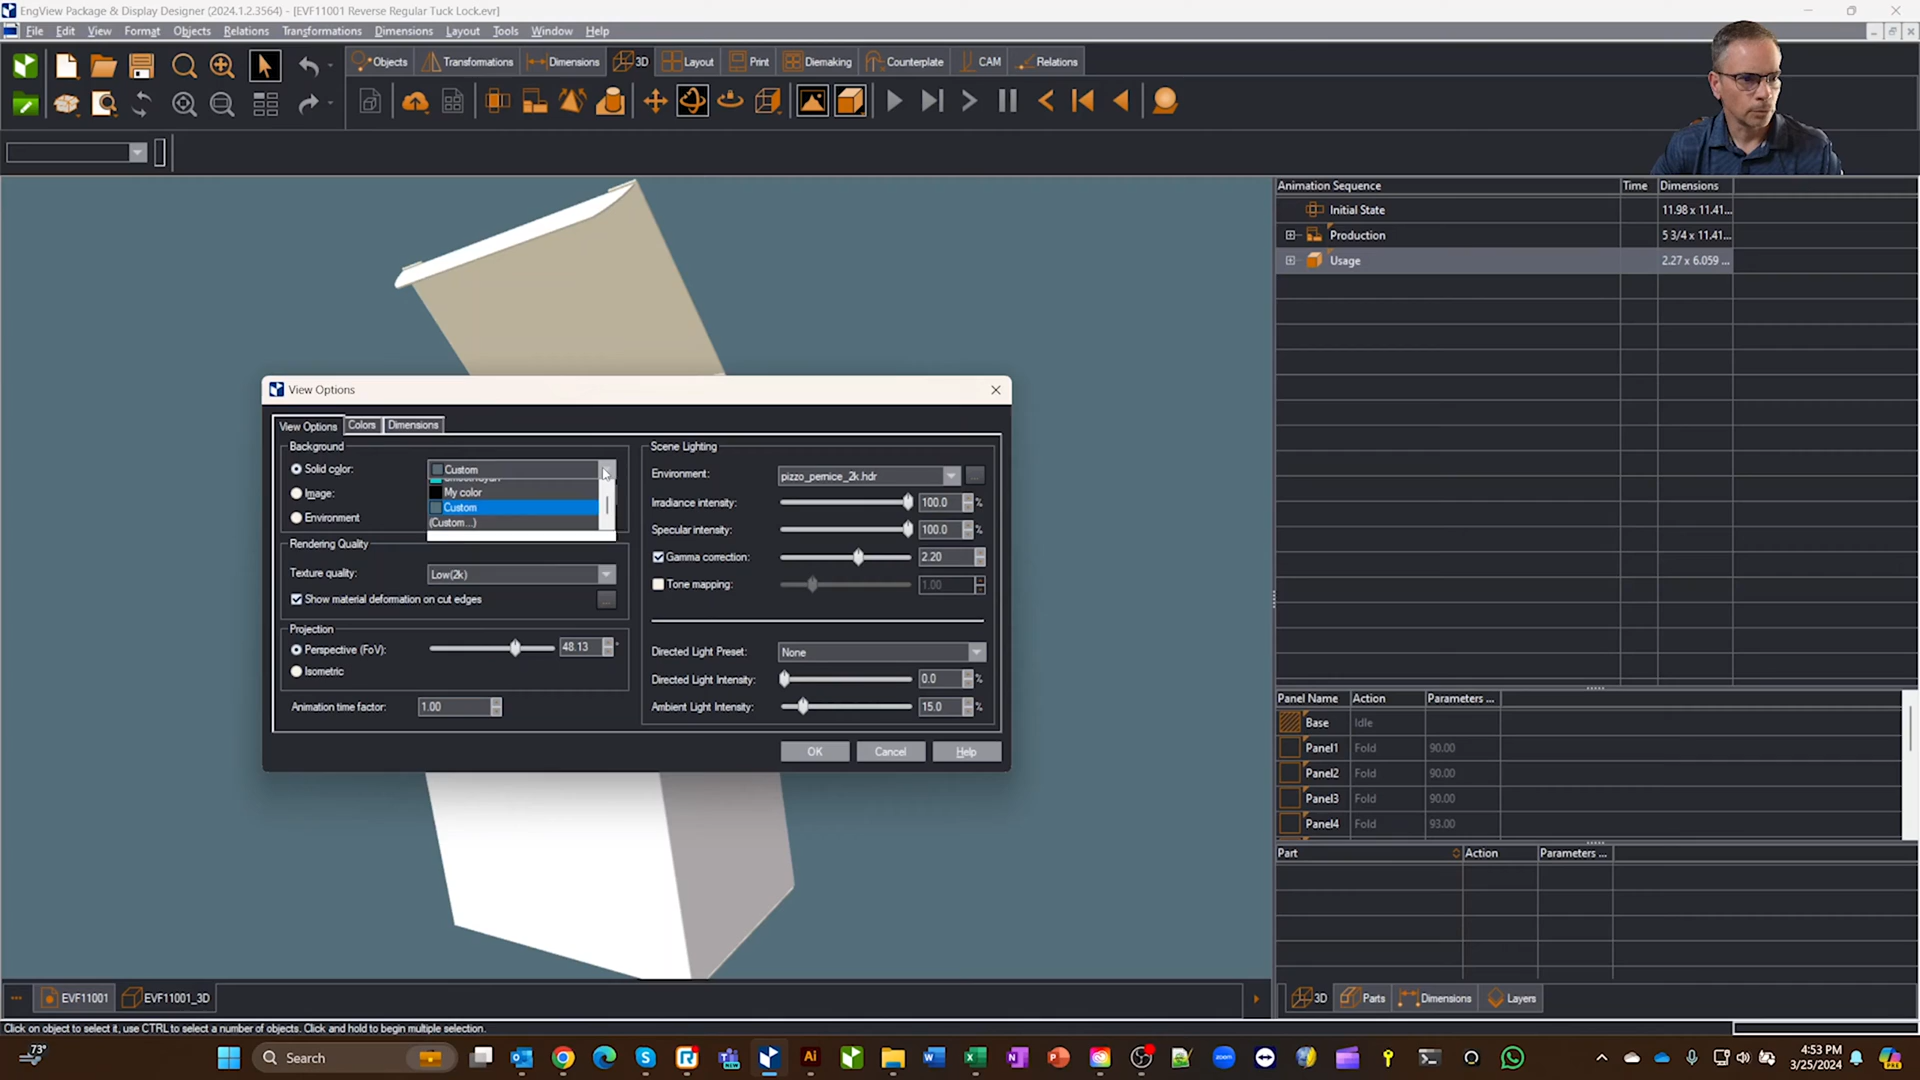 EngView Package & Display Designer (2024.1.2.3564) - [EVF11001 Reverse Regular Tuck Lock.evr]
File Edit View Format Objects Relations Transformations Dimensions Layout Tools Window Help
Objects Transformations Dimensions 3D Layout Print Diemaking Counterplate CAM Relations
Animation Sequence Time Dimensions
Initial State 11.98 x 11.41...
Production 5 3/4 x 11.41...
Usage 2.27 x 6.059 ...
View Options
View Options Colors Dimensions
Background
Solid color: Custom
Image:
Environment
My color
Custom
(Custom...)
Rendering Quality
Texture quality: Low(2k)
Show material deformation on cut edges ...
Projection
Perspective (FoV): 48.13 °
Isometric
Animation time factor: 1.00
Scene Lighting
Environment: pizzo_pernice_2k.hdr ...
Irradiance intensity: 100.0 %
Specular intensity: 100.0 %
Gamma correction: 2.20
Tone mapping: 1.00
Directed Light Preset: None
Directed Light Intensity: 0.0 %
Ambient Light Intensity: 15.0 %
OK Cancel Help
Panel Name Action Parameters ...
Base Idle
Panel1 Fold 90.00
Panel2 Fold 90.00
Panel3 Fold 90.00
Panel4 Fold 93.00
Part Action Parameters ...
EVF11001 EVF11001_3D
3D Parts Dimensions Layers
Click on object to select it, use CTRL to select a number of objects. Click and hold to begin multiple selection.
73°
Search
4:53 PM
3/25/2024